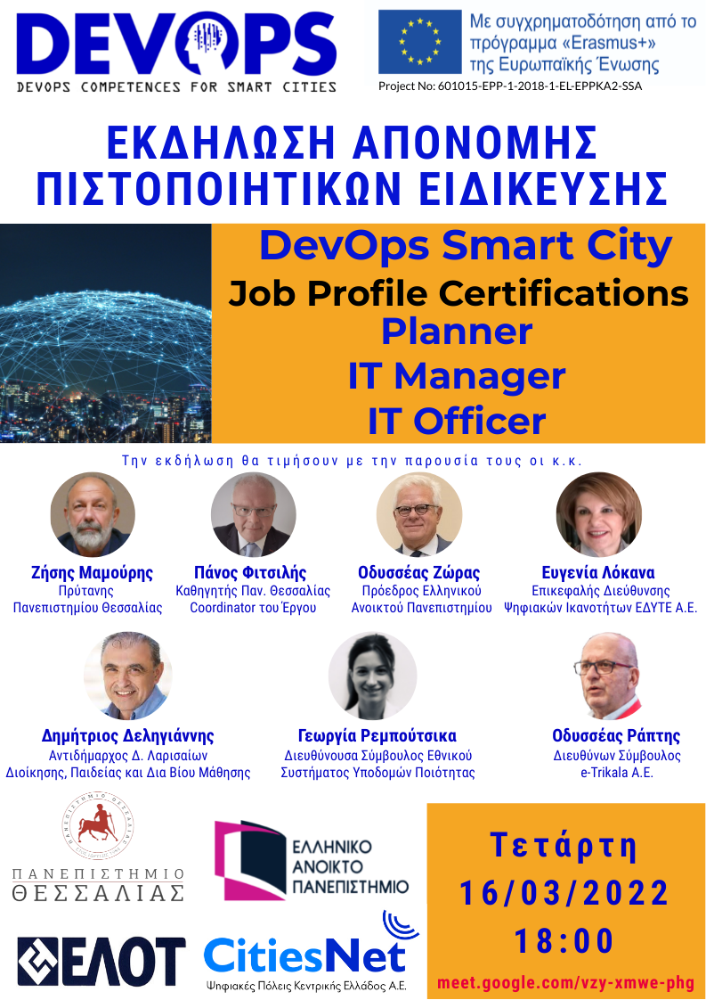 DEVOPS
DEVOPS COMPETENCES FOR SMART CITIES
Με συγχρηματοδότηση από το
πρόγραμμα «Erasmus+»
της Ευρωπαϊκής Ένωσης
Project No: 601015-EPP-1-2018-1-EL-EPPKA2-SSA
ΕΚΔΗΛΩΣΗ ΑΠΟΝΟΜΗΣ
ΠΙΣΤΟΠΟΙΗΤΙΚΩΝ ΕΙΔΙΚΕΥΣΗΣ
DevOps Smart City
Job Profile Certifications
Planner
IT Manager
IT Officer
Την εκδήλωση θα τιμήσουν με την παρουσία τους οι κ.κ.
Ζήσης Μαμούρης
Πρύτανης
Πανεπιστημίου Θεσσαλίας
Πάνος Φιτσιλής
Καθηγητής Παν. Θεσσαλίας
Coordinator του Έργου
Οδυσσέας Ζώρας
Πρόεδρος Ελληνικού
Ανοικτού Πανεπιστημίου
Ευγενία Λόκανα
Επικεφαλής Διεύθυνσης
Ψηφιακών Ικανοτήτων ΕΔΥΤΕ Α.Ε.
Δημήτριος Δεληγιάννης
Αντιδήμαρχος Δ. Λαρισαίων
Διοίκησης, Παιδείας και Δια Βίου Μάθησης
Γεωργία Ρεμπούτσικα
Διευθύνουσα Σύμβουλος Εθνικού
Συστήματος Υποδομών Ποιότητας
Οδυσσέας Ράπτης
Διευθύνων Σύμβουλος
e-Trikala Α.Ε.
ΠΑΝΕΠΙΣΤΗΜΙΟ ΘΕΣΣΑΛΙΑΣ
ΠΑΝΕΠΙΣΤΗΜΙΟ
ΘΕΣΣΑΛΙΑΣ
ΕΛΛΗΝΙΚΟ
ΑΝΟΙΚΤΟ
ΠΑΝΕΠΙΣΤΗΜΙΟ
ΕΛΟΤ
CitiesNet
Ψηφιακές Πόλεις Κεντρικής Ελλάδος Α.Ε.
Τετάρτη
16/03/2022
18:00
meet.google.com/vzy-xmwe-phg